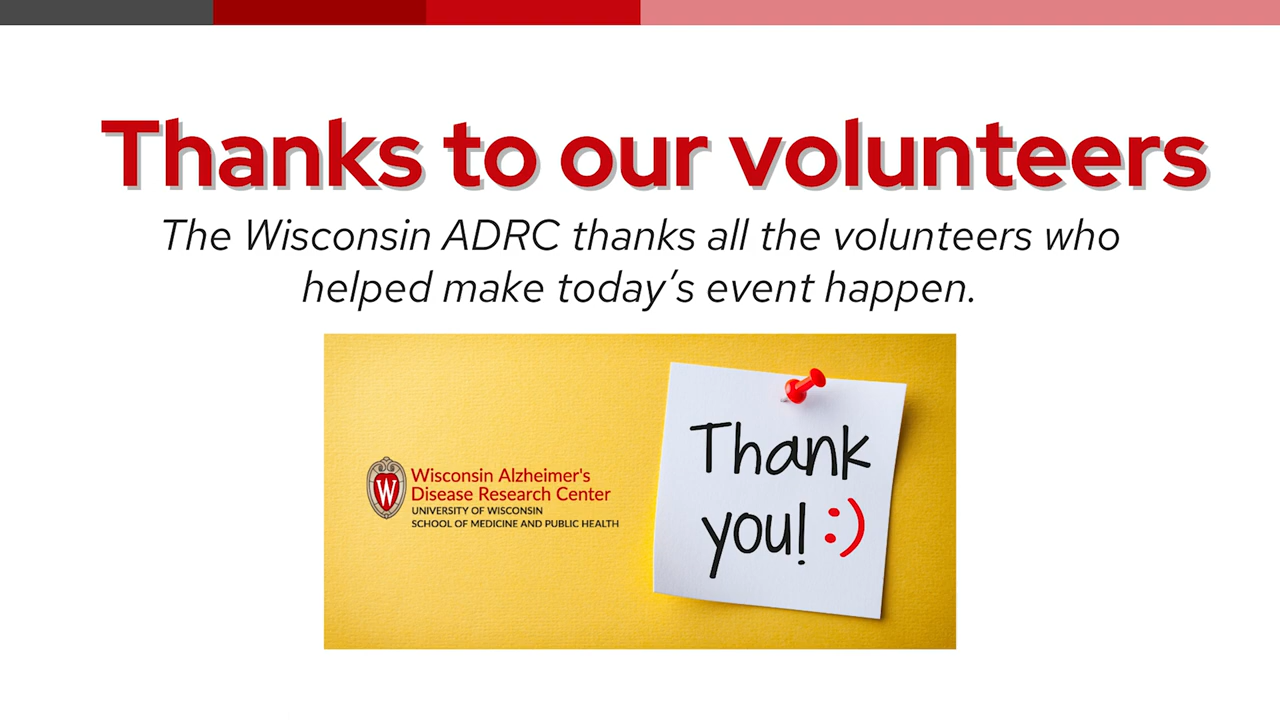 Thanks to our volunteers
The Wisconsin ADRC thanks all the volunteers who
helped make today's event happen.
W
Wisconsin Alzheimer's
Disease Research Center
UNIVERSITY OF WISCONSIN
SCHOOL OF MEDICINE AND PUBLIC HEALTH
Thank
you! :)